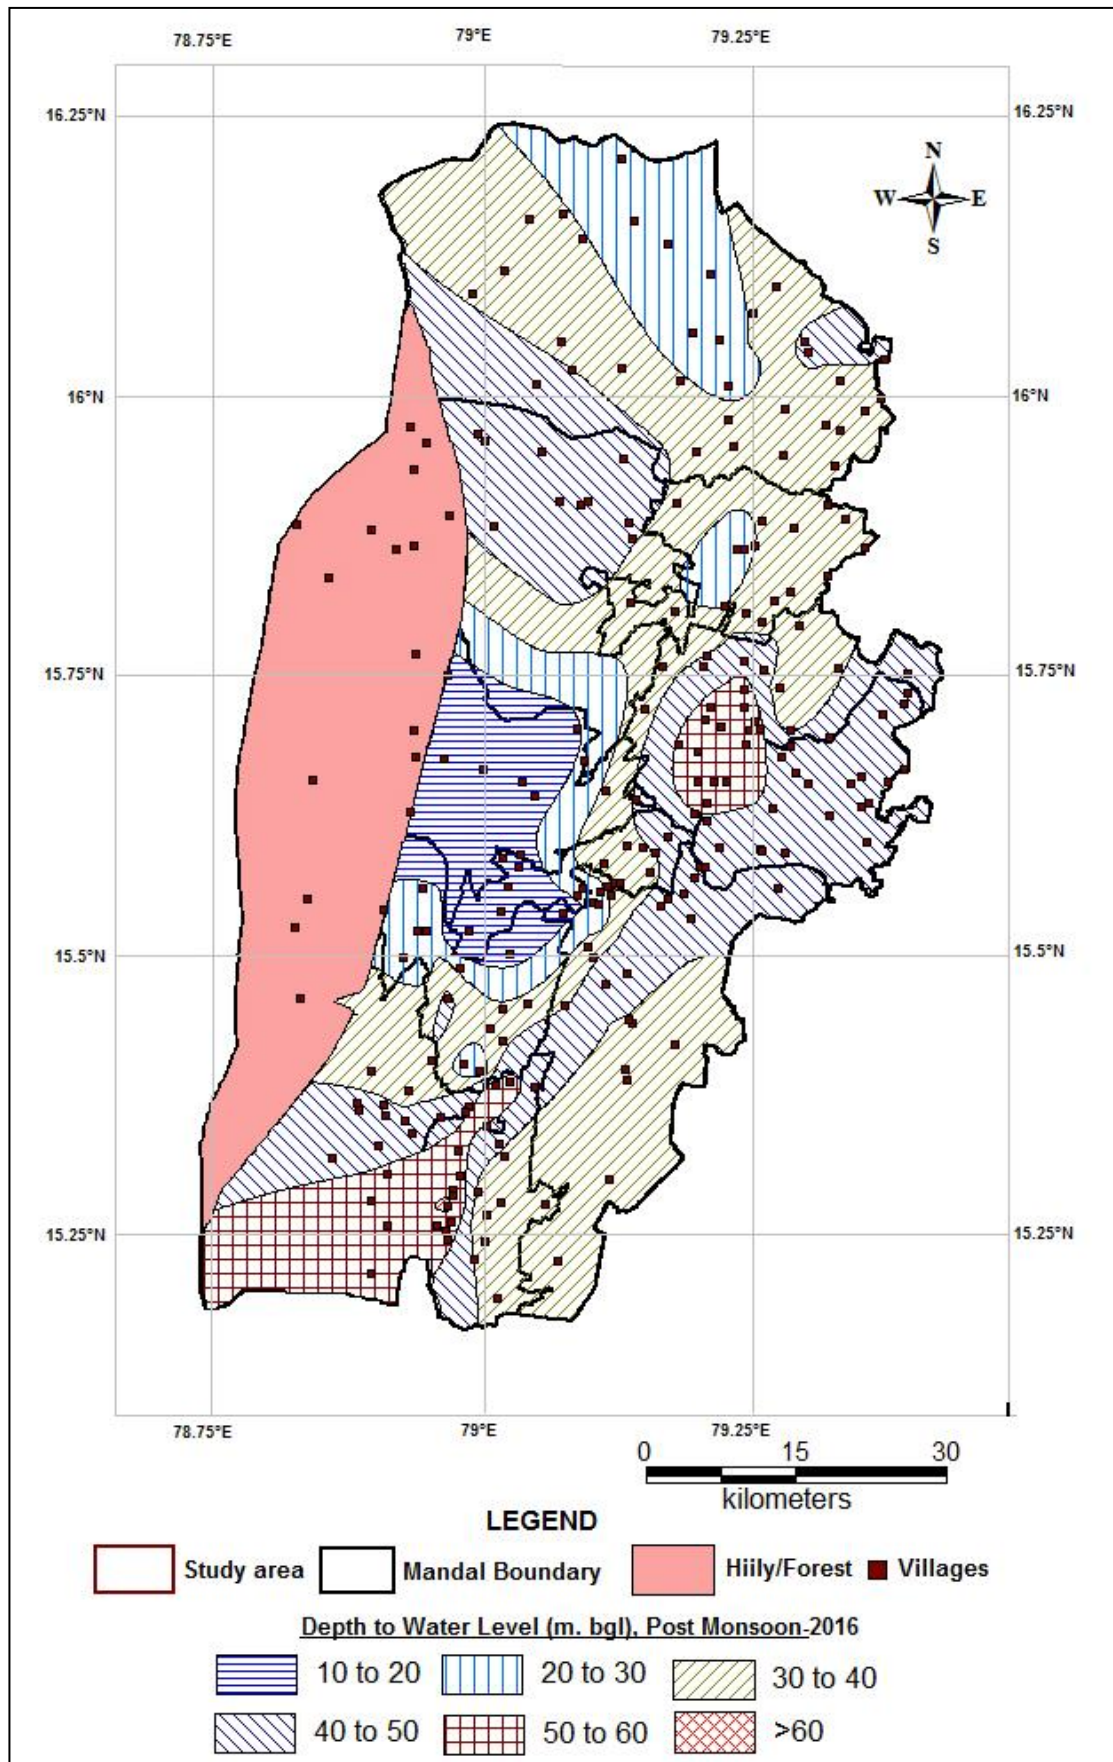 78.75°E 79°E 79.25°E
16.25°N 16.25°N
N
W E
S
16°N 16°N
15.75°N 15.75°N
15.5°N 15.5°N
15.25°N 15.25°N
78.75°E 79°E 79.25°E
0 15 30
kilometers
LEGEND
Study area Mandal Boundary Hiily/Forest Villages
Depth to Water Level (m. bgl), Post Monsoon-2016
10 to 20 20 to 30 30 to 40
40 to 50 50 to 60 >60